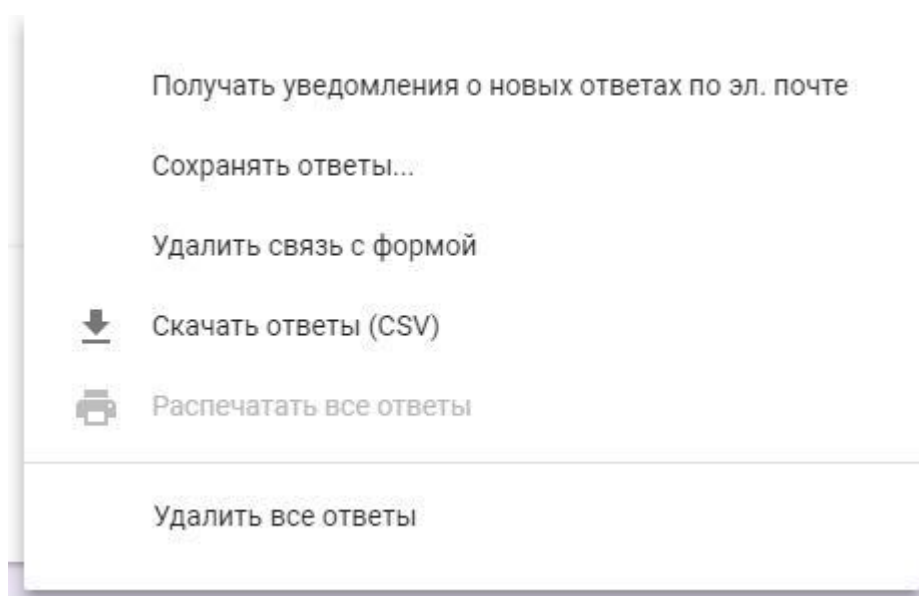 Получать уведомления о новых ответах по эл. почте
Сохранять ответы...
Удалить связь с формой
Скачать ответы (CSV)
Распечатать все ответы
Удалить все ответы